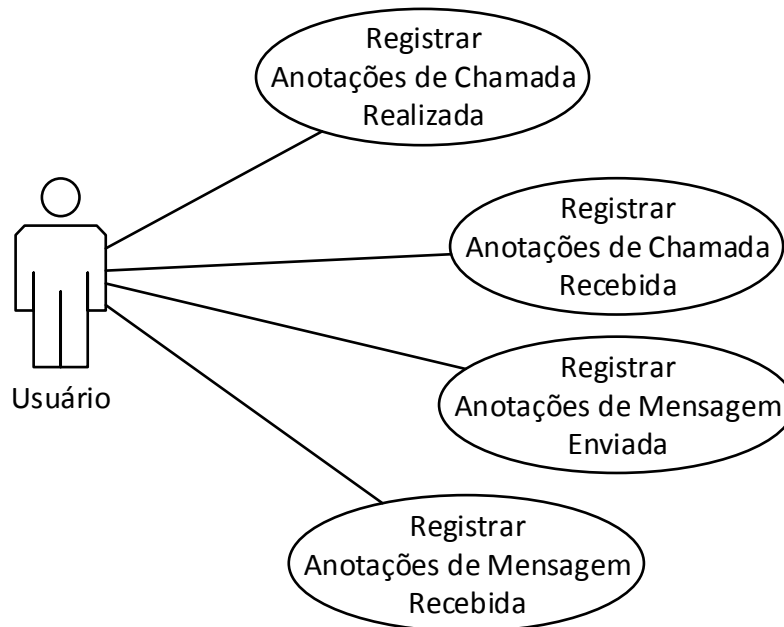 Registrar
Anotações de Chamada
Realizada
Registrar
Anotações de Chamada
Recebida
Usuário
Registrar
Anotações de Mensagem
Enviada
Registrar
Anotações de Mensagem
Recebida